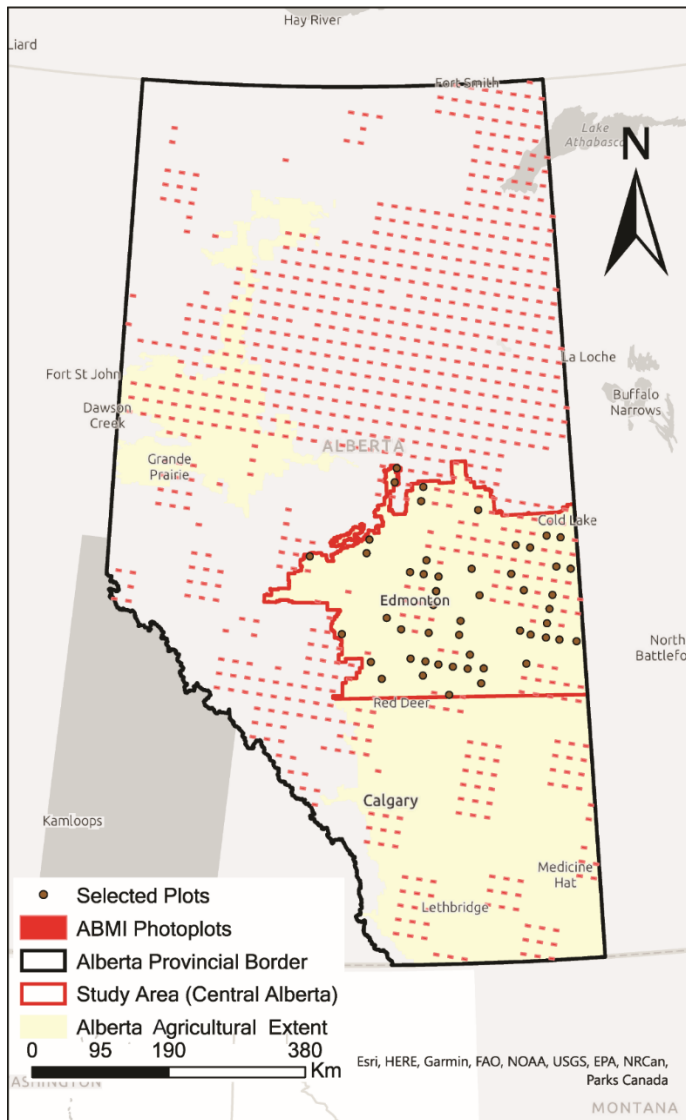 Hay River
Liard
Fort Smith
Lake
Athabasca
N
La Loche
Fort St John
Buffalo
Narrows
Dawson
Creek
ALBERTA
Grande
Prairie
Cold Lake
Edmonton
North
Battlefo
Red Deer
Calgary
Kamloops
Medicine
Hat
Lethbridge
Selected Plots
ABMI Photoplots
Alberta Provincial Border
Study Area (Central Alberta)
Alberta Agricultural Extent
0 95 190 380
Km
Esri, HERE, Garmin, FAO, NOAA, USGS, EPA, NRCan,
Parks Canada
ASHINGTON
MONTANA